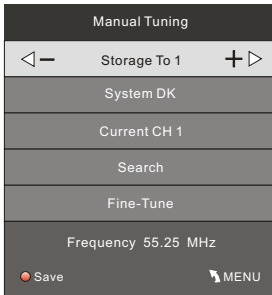 Manual Tuning
Storage To 1
System DK
Current CH 1
Search
Fine-Tune
Frequency 55.25 MHz
Save MENU